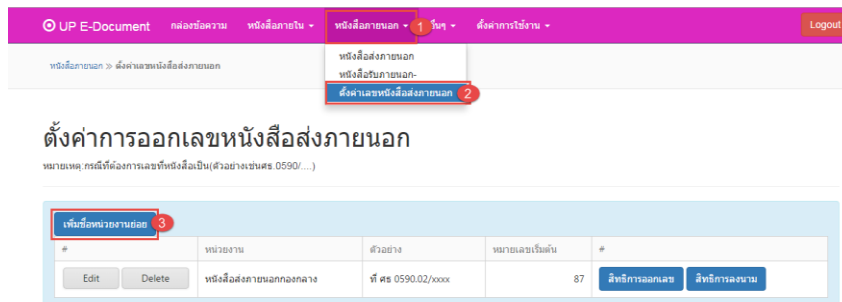 UP E-Document กล่องข้อความ หนังสือภายใน หนังสือภายนอก 1 อื่นๆ ตั้งค่าการใช้งาน Logout
หนังสือส่งภายนอก
หนังสือภายนอก » ตั้งค่าเลขหนังสือส่งภายนอก
หนังสือรับภายนอก-
ตั้งค่าเลขหนังสือส่งภายนอก 2
ตั้งค่าการออกเลขหนังสือส่งภายนอก
หมายเหตุ:กรณีที่ต้องการเลขที่หนังสือเป็น(ตัวอย่างเช่นศธ.0590/....)
เพิ่มชื่อหน่วยงานย่อย 3
# หน่วยงาน ตัวอย่าง หมายเลขเริ่มต้น #
Edit Delete หนังสือส่งภายนอกกองกลาง ที่ ศธ 0590.02/xxxx 87 สิทธิการออกเลข สิทธิการลงนาม